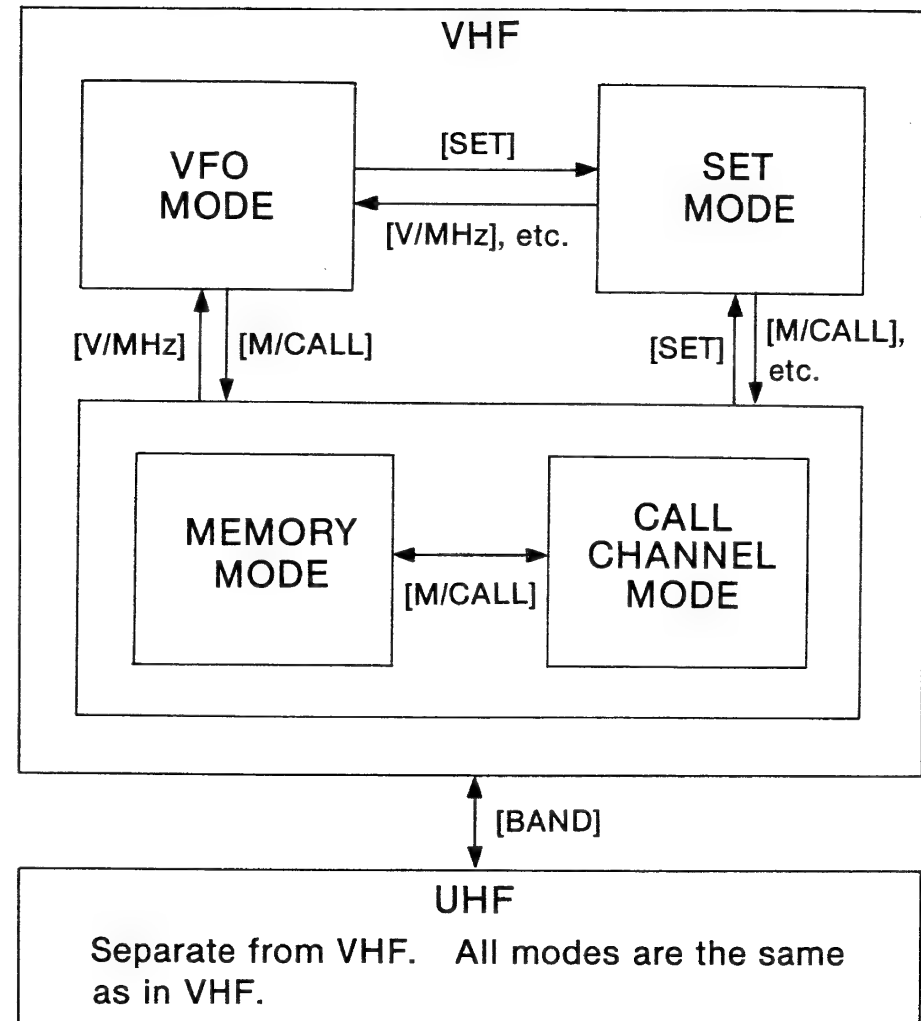 VHF
VFO
MODE
[SET]
[V/MHz], etc.
SET
MODE
[V/MHz]
[M/CALL]
[SET]
[M/CALL],
etc.
MEMORY
MODE
[M/CALL]
CALL
CHANNEL
MODE
[BAND]
UHF
Separate from VHF. All modes are the same
as in VHF.